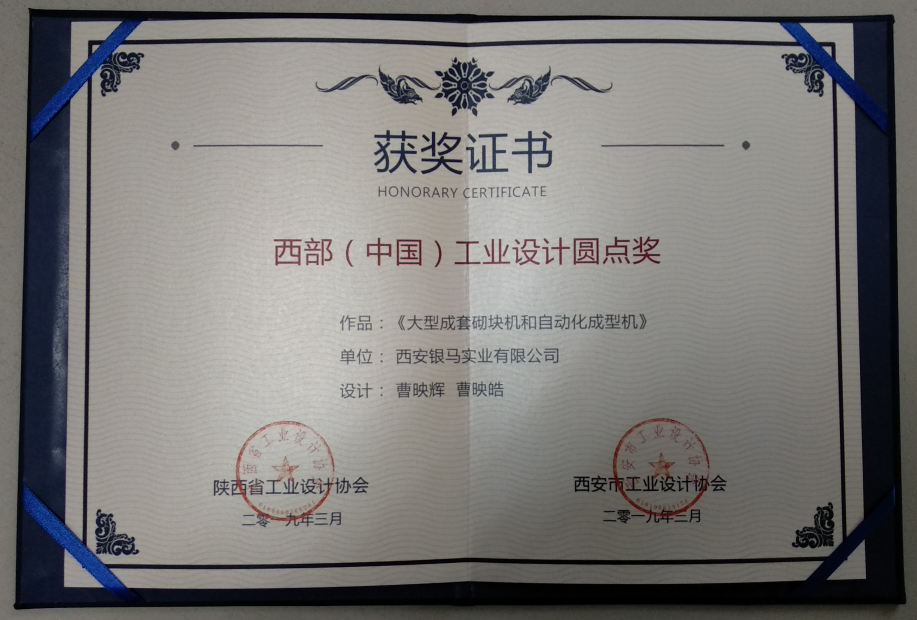 获奖证书
HONORARY CERTIFICATE
西部（中国）工业设计圆点奖
作品：《大型成套砌块机和自动化成型机》
单位：西安银马实业有限公司
设计：曹映辉 曹映皓
陕西省工业设计协会
二零一九年三月
西安市工业设计协会
二零一九年三月